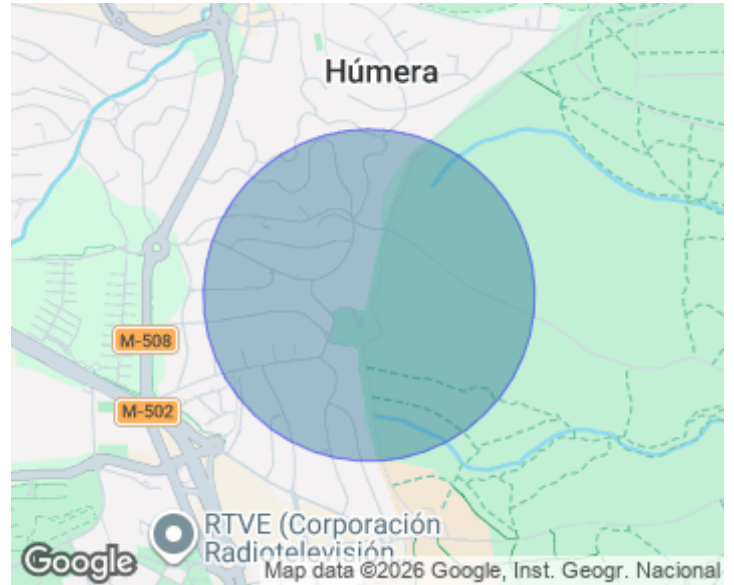 Húmera
M-508
M-502
RTVE (Corporación
Radiotelevisión
Google
Map data ©2026 Google, Inst. Geogr. Nacional